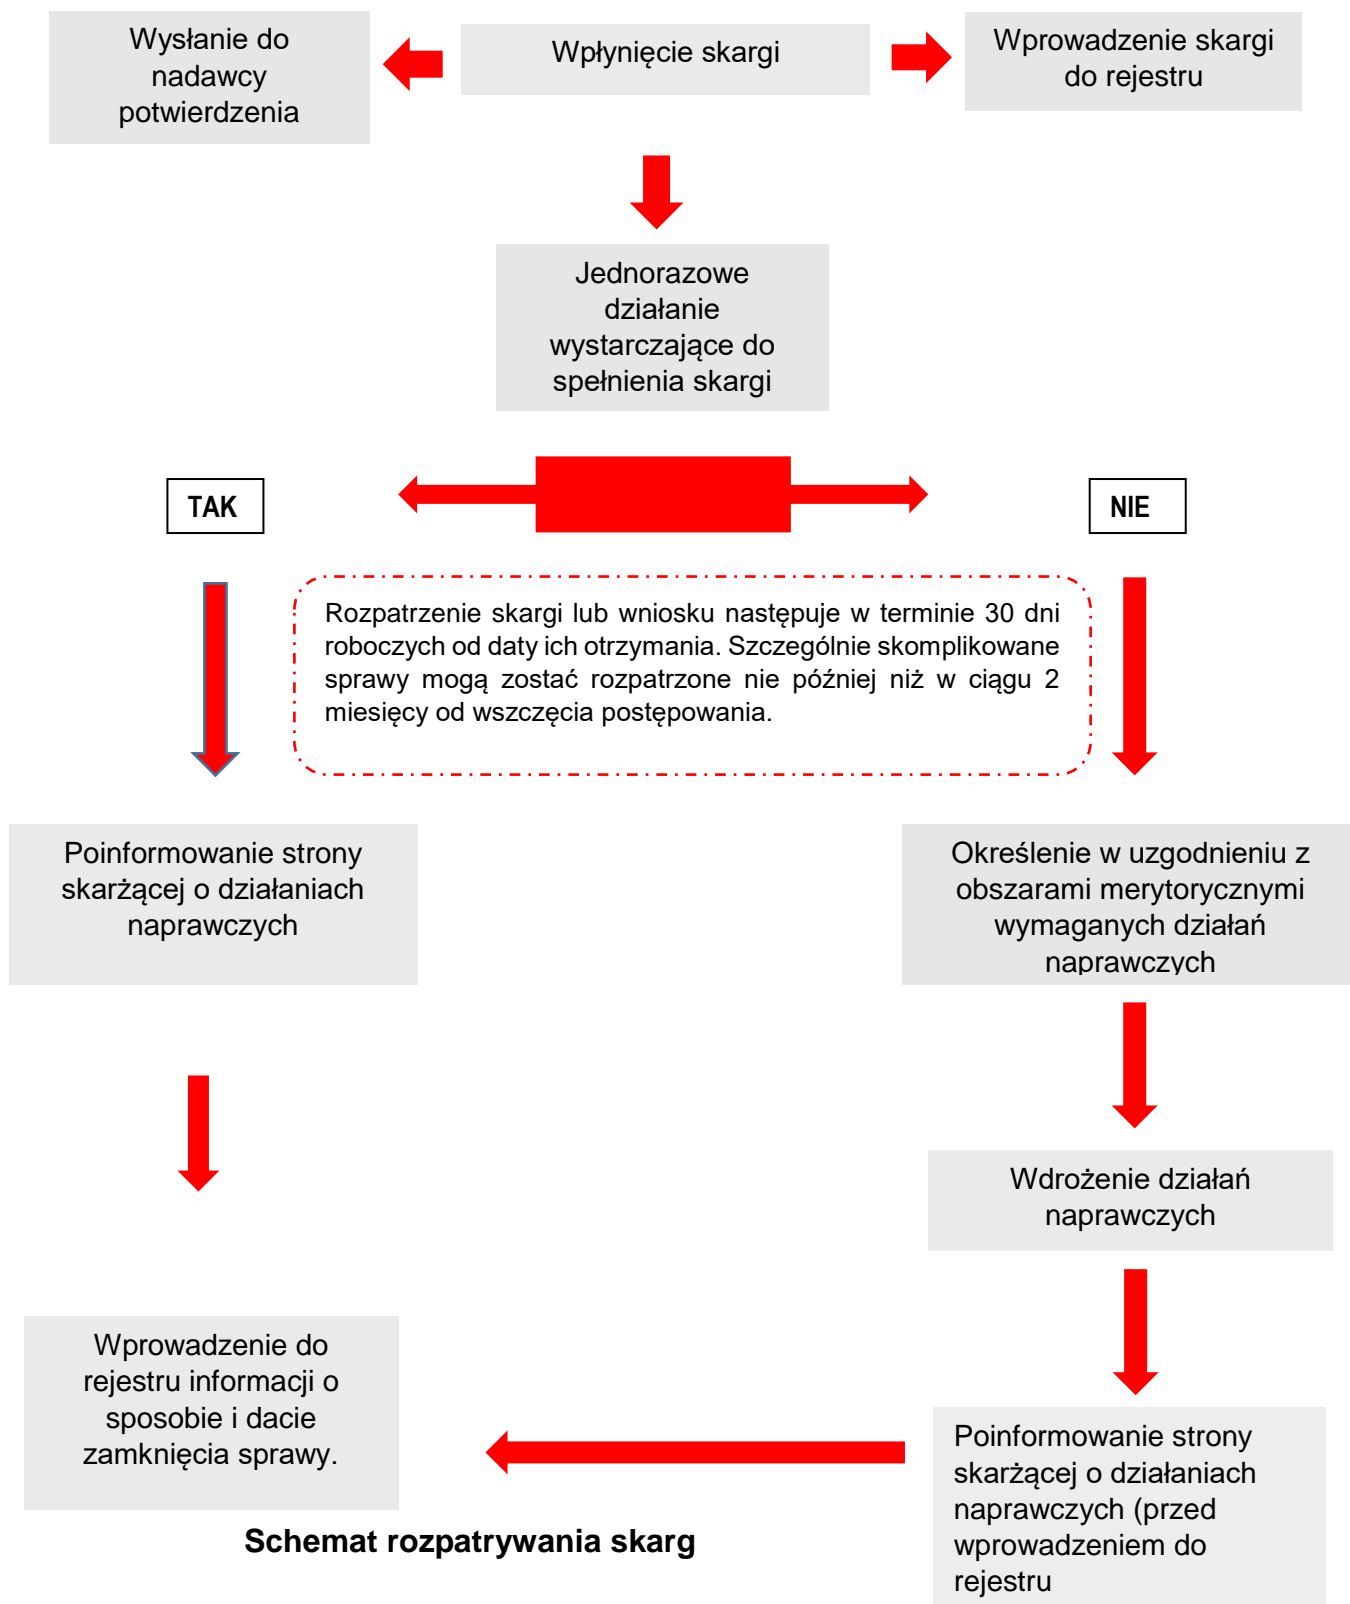 Wysłanie do
nadawcy
potwierdzenia
Wpłynięcie skargi
Wprowadzenie skargi
do rejestru
Jednorazowe
działanie
wystarczające do
spełnienia skargi
TAK
NIE
Rozpatrzenie skargi lub wniosku następuje w terminie 30 dni
roboczych od daty ich otrzymania. Szczególnie skomplikowane
sprawy mogą zostać rozpatrzone nie później niż w ciągu 2
miesięcy od wszczęcia postępowania.
Poinformowanie strony
skarżącej o działaniach
naprawczych
Określenie w uzgodnieniu z
obszarami merytorycznymi
wymaganych działań
naprawczych
Wdrożenie działań
naprawczych
Wprowadzenie do
rejestru informacji o
sposobie i dacie
zamknięcia sprawy.
Poinformowanie strony
skarżącej o działaniach
naprawczych (przed
wprowadzeniem do
rejestru
Schemat rozpatrywania skarg